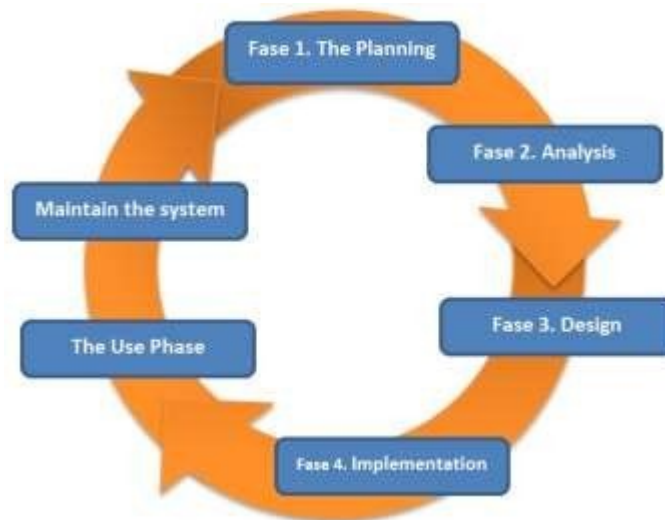 Fase 1. The Planning
Fase 2. Analysis
Fase 3. Design
Fase 4. Implementation
The Use Phase
Maintain the system